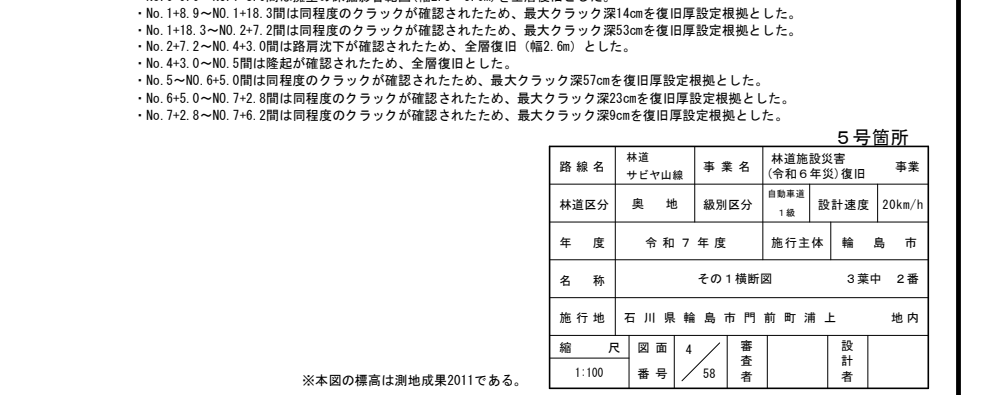 ・No.1+8.9～NO.1+18.3間は同程度のクラックが確認されたため、最大クラック深14cmを復旧厚設定根拠とした。
・No.1+18.3～NO.2+7.2間は同程度のクラックが確認されたため、最大クラック深53cmを復旧厚設定根拠とした。
・No.2+7.2～NO.4+3.0間は路肩沈下が確認されたため、全層復旧（幅2.6m）とした。
・No.4+3.0～NO.5間は隆起が確認されたため、全層復旧とした。
・No.5～NO.6+5.0間は同程度のクラックが確認されたため、最大クラック深57cmを復旧厚設定根拠とした。
・No.6+5.0～NO.7+2.8間は同程度のクラックが確認されたため、最大クラック深23cmを復旧厚設定根拠とした。
・No.7+2.8～NO.7+6.2間は同程度のクラックが確認されたため、最大クラック深9cmを復旧厚設定根拠とした。
５号箇所
路線名 林道 サビヤ山線 事業名 林道施設災害 (令和６年災)復旧 事業
林道区分 奥地 級別区分 自動車道 １級 設計速度 20km/h
年度 令和７年度 施行主体 輪島市
名称 その１横断図 ３葉中 ２番
施行地 石川県輪島市門前町浦上 地内
縮尺 1:100 図面番号 4／58 審査者 設計者
※本図の標高は測地成果2011である。